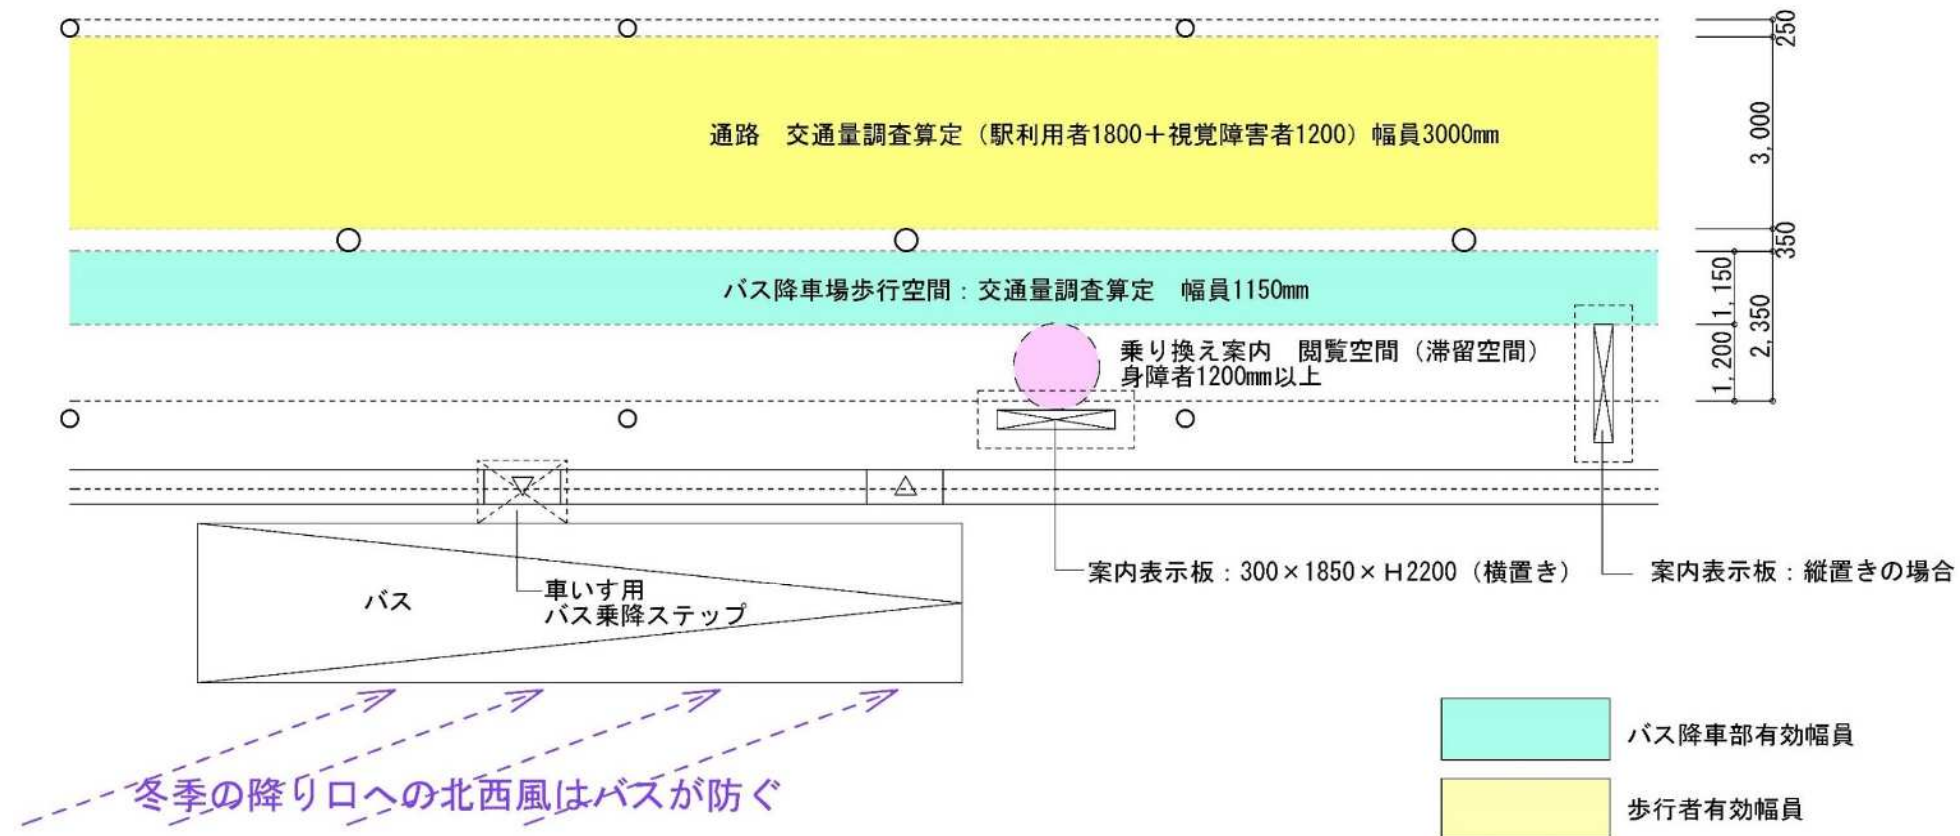 250
通路　交通量調査算定（駅利用者1800＋視覚障害者1200）幅員3000mm
3,000
350
バス降車場歩行空間：交通量調査算定　幅員1150mm
1,150
2,350
乗り換え案内　閲覧空間（滞留空間）
身障者1200mm以上
1,200
案内表示板：300×1850×H2200（横置き）
案内表示板：縦置きの場合
バス
車いす用
バス乗降ステップ
バス降車部有効幅員
冬季の降り口への北西風はバスが防ぐ
歩行者有効幅員